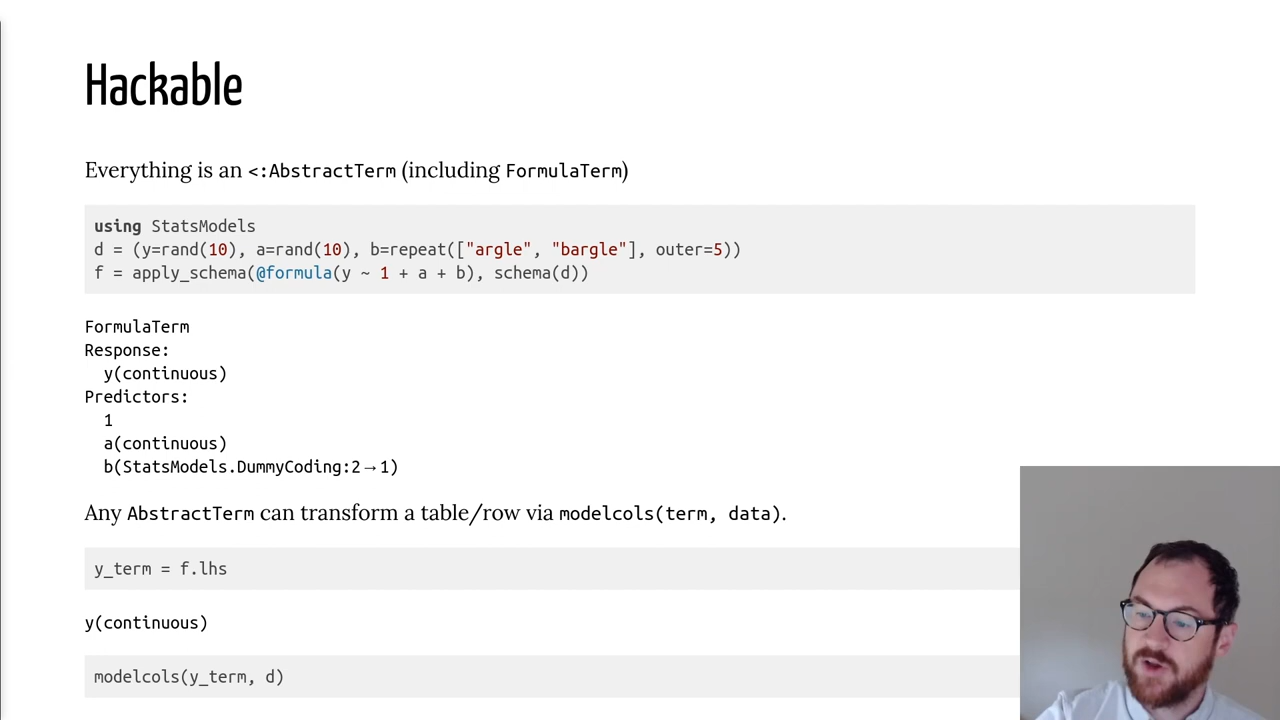 Hackable
Everything is an <:AbstractTerm (including FormulaTerm)
using StatsModels
d = (y=rand(10), a=rand(10), b=repeat(["argle", "bargle"], outer=5))
f = apply_schema(@formula(y ~ 1 + a + b), schema(d))
FormulaTerm
Response:
  y(continuous)
Predictors:
  1
  a(continuous)
  b(StatsModels.DummyCoding:2→1)
Any AbstractTerm can transform a table/row via modelcols(term, data).
y_term = f.lhs
y(continuous)
modelcols(y_term, d)